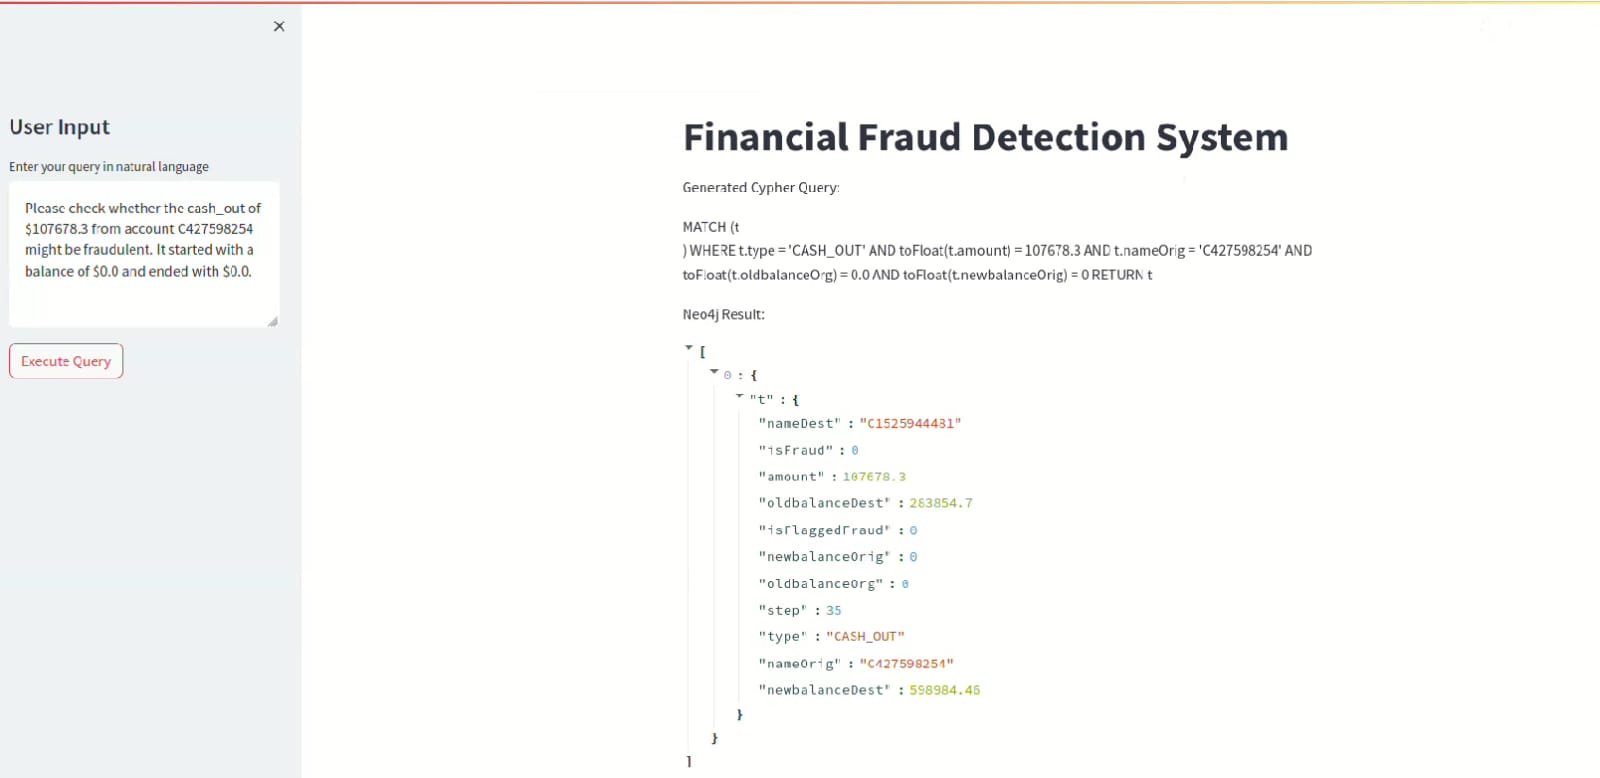 User Input
Enter your query in natural language
Please check whether the cash_out of
$107678.3 from account C427598254
might be fraudulent. It started with a
balance of $0.0 and ended with $0.0.
Execute Query
Financial Fraud Detection System
Generated Cypher Query:
MATCH (t
) WHERE t.type = 'CASH_OUT' AND toFloat(t.amount) = 107678.3 AND t.nameOrig = 'C427598254' AND
toFloat(t.oldbalanceOrg) = 0.0 AND toFloat(t.newbalanceOrig) = 0 RETURN t
Neo4j Result:
[
0 : {
"t" : {
"nameDest" : "C1525944481"
"isFraud" : 0
"amount" : 107678.3
"oldbalanceDest" : 283854.7
"isFlaggedFraud" : 0
"newbalanceOrig" : 0
"oldbalanceOrg" : 0
"step" : 35
"type" : "CASH_OUT"
"nameOrig" : "C427598254"
"newbalanceDest" :
}
}
]